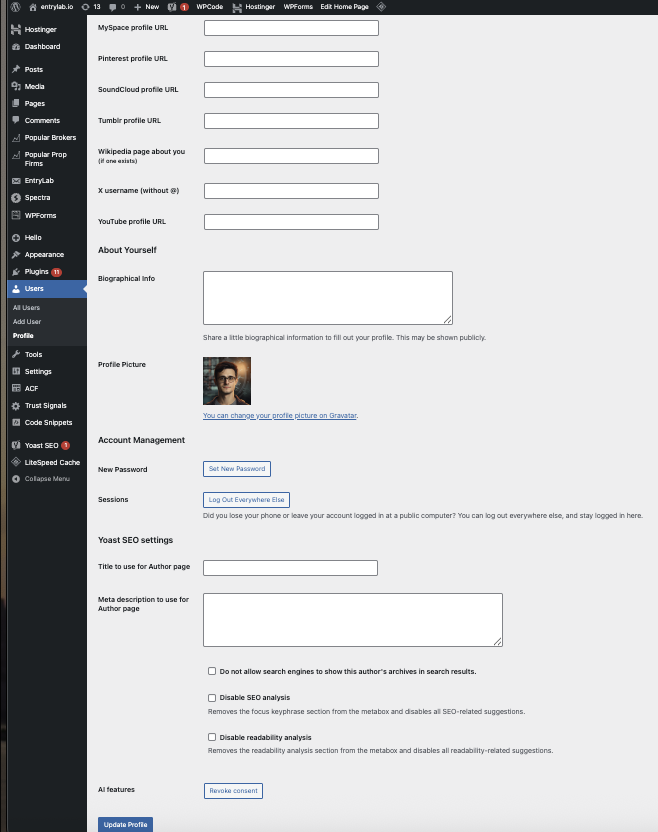 entrylab.io 13 0 + New 1 WPCode Hostinger WPForms Edit Home Page
Hostinger
Dashboard
Posts
Media
Pages
Comments
Popular Brokers
Popular Prop
Firms
EntryLab
Spectra
WPForms
Hello
Appearance
Plugins 11
Users
All Users
Add User
Profile
Tools
Settings
ACF
Trust Signals
Code Snippets
Yoast SEO 1
LiteSpeed Cache
Collapse Menu
MySpace profile URL
Pinterest profile URL
SoundCloud profile URL
Tumblr profile URL
Wikipedia page about you
(if one exists)
X username (without @)
YouTube profile URL
About Yourself
Biographical Info
Share a little biographical information to fill out your profile. This may be shown publicly.
Profile Picture
You can change your profile picture on Gravatar.
Account Management
New Password
Set New Password
Sessions
Log Out Everywhere Else
Did you lose your phone or leave your account logged in at a public computer? You can log out everywhere else, and stay logged in here.
Yoast SEO settings
Title to use for Author page
Meta description to use for
Author page
Do not allow search engines to show this author's archives in search results.
Disable SEO analysis
Removes the focus keyphrase section from the metabox and disables all SEO-related suggestions.
Disable readability analysis
Removes the readability analysis section from the metabox and disables all readability-related suggestions.
AI features
Revoke consent
Update Profile